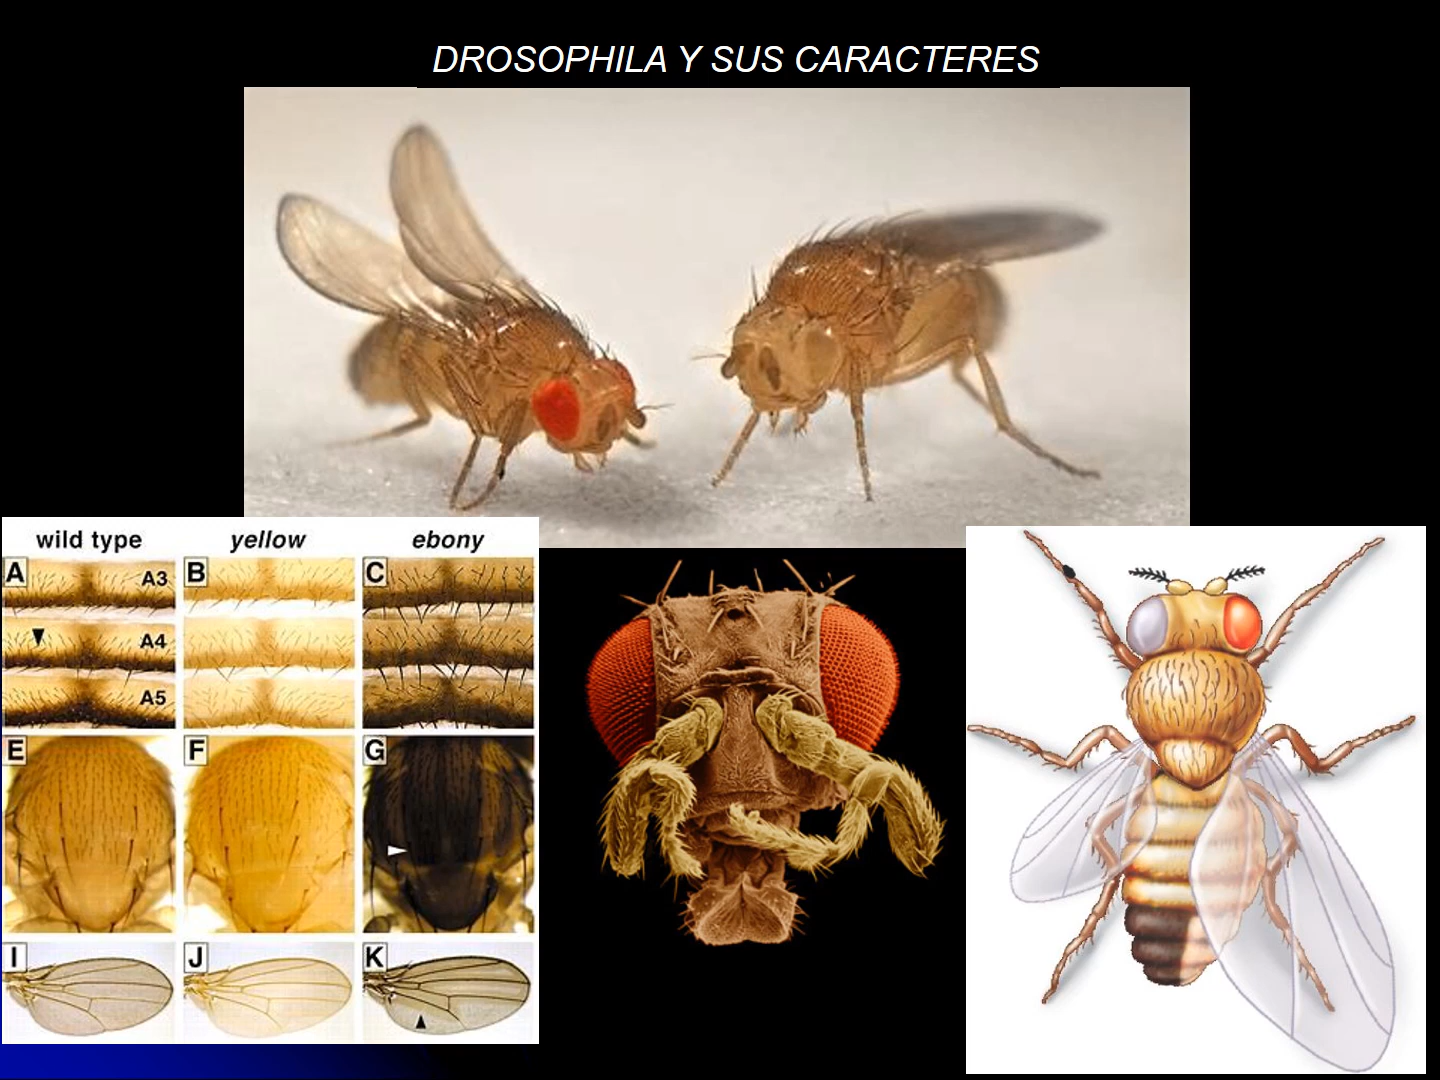 DROSOPHILA Y SUS CARACTERES
wild type yellow ebony
A A3 B C
A4
A5
E F G
I J K